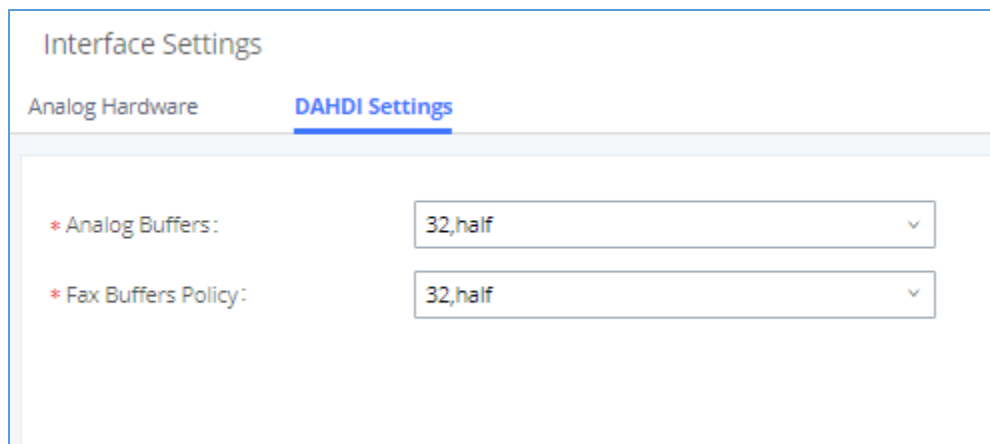 Interface Settings
Analog Hardware DAHDI Settings
* Analog Buffers: 32,half
* Fax Buffers Policy: 32,half